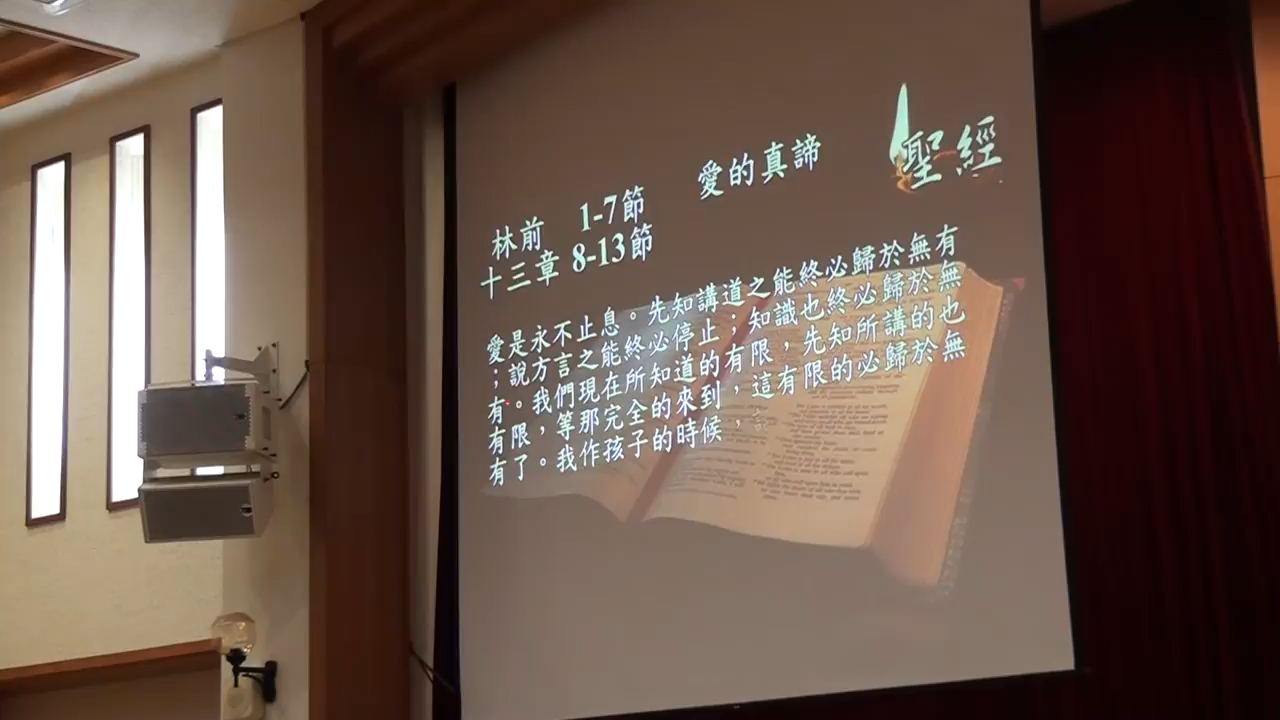 聖經
愛的真諦
林前 1-7節
十三章 8-13節
愛是永不止息。先知講道之能終必歸於無有
；說方言之能終必停止；知識也終必歸於無
有。我們現在所知道的有限，先知所講的也
有限，等那完全的來到，這有限的必歸於無
有了。我作孩子的時候，